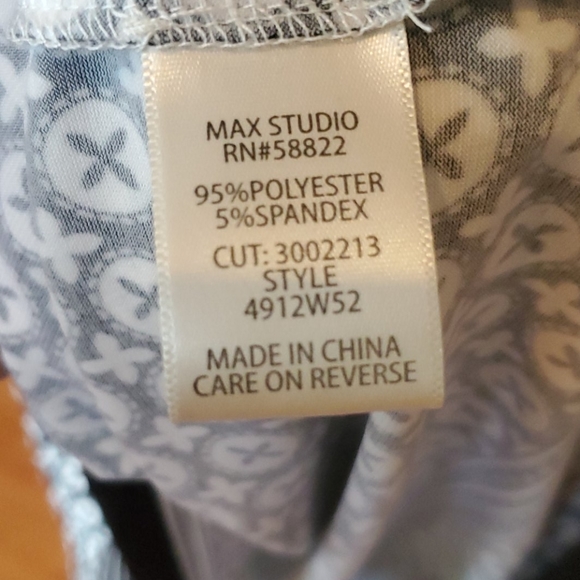 MAX STUDIO
RN#58822
95%POLYESTER
5%SPANDEX
CUT: 3002213
STYLE
4912W52
MADE IN CHINA
CARE ON REVERSE